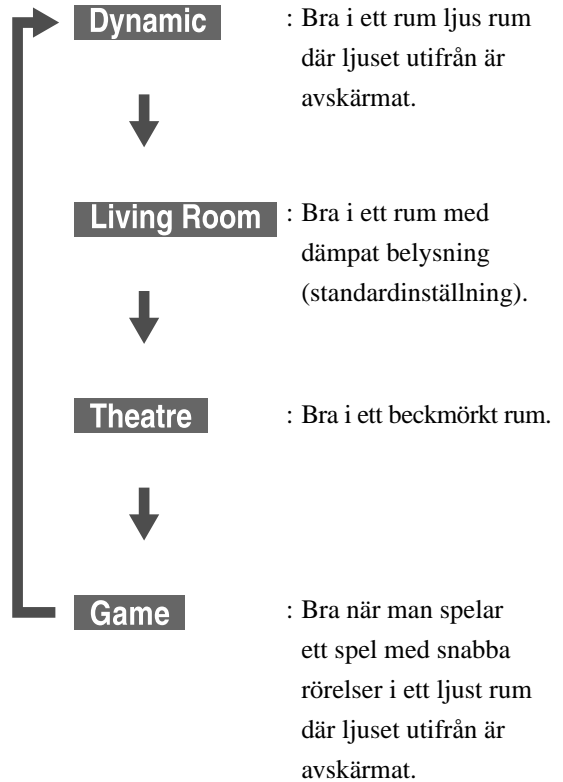 Dynamic : Bra i ett rum ljus rum
där ljuset utifrån är
avskärmat.
Living Room : Bra i ett rum med
dämpat belysning
(standardinställning).
Theatre : Bra i ett beckmörkt rum.
Game : Bra när man spelar
ett spel med snabba
rörelser i ett ljust rum
där ljuset utifrån är
avskärmat.